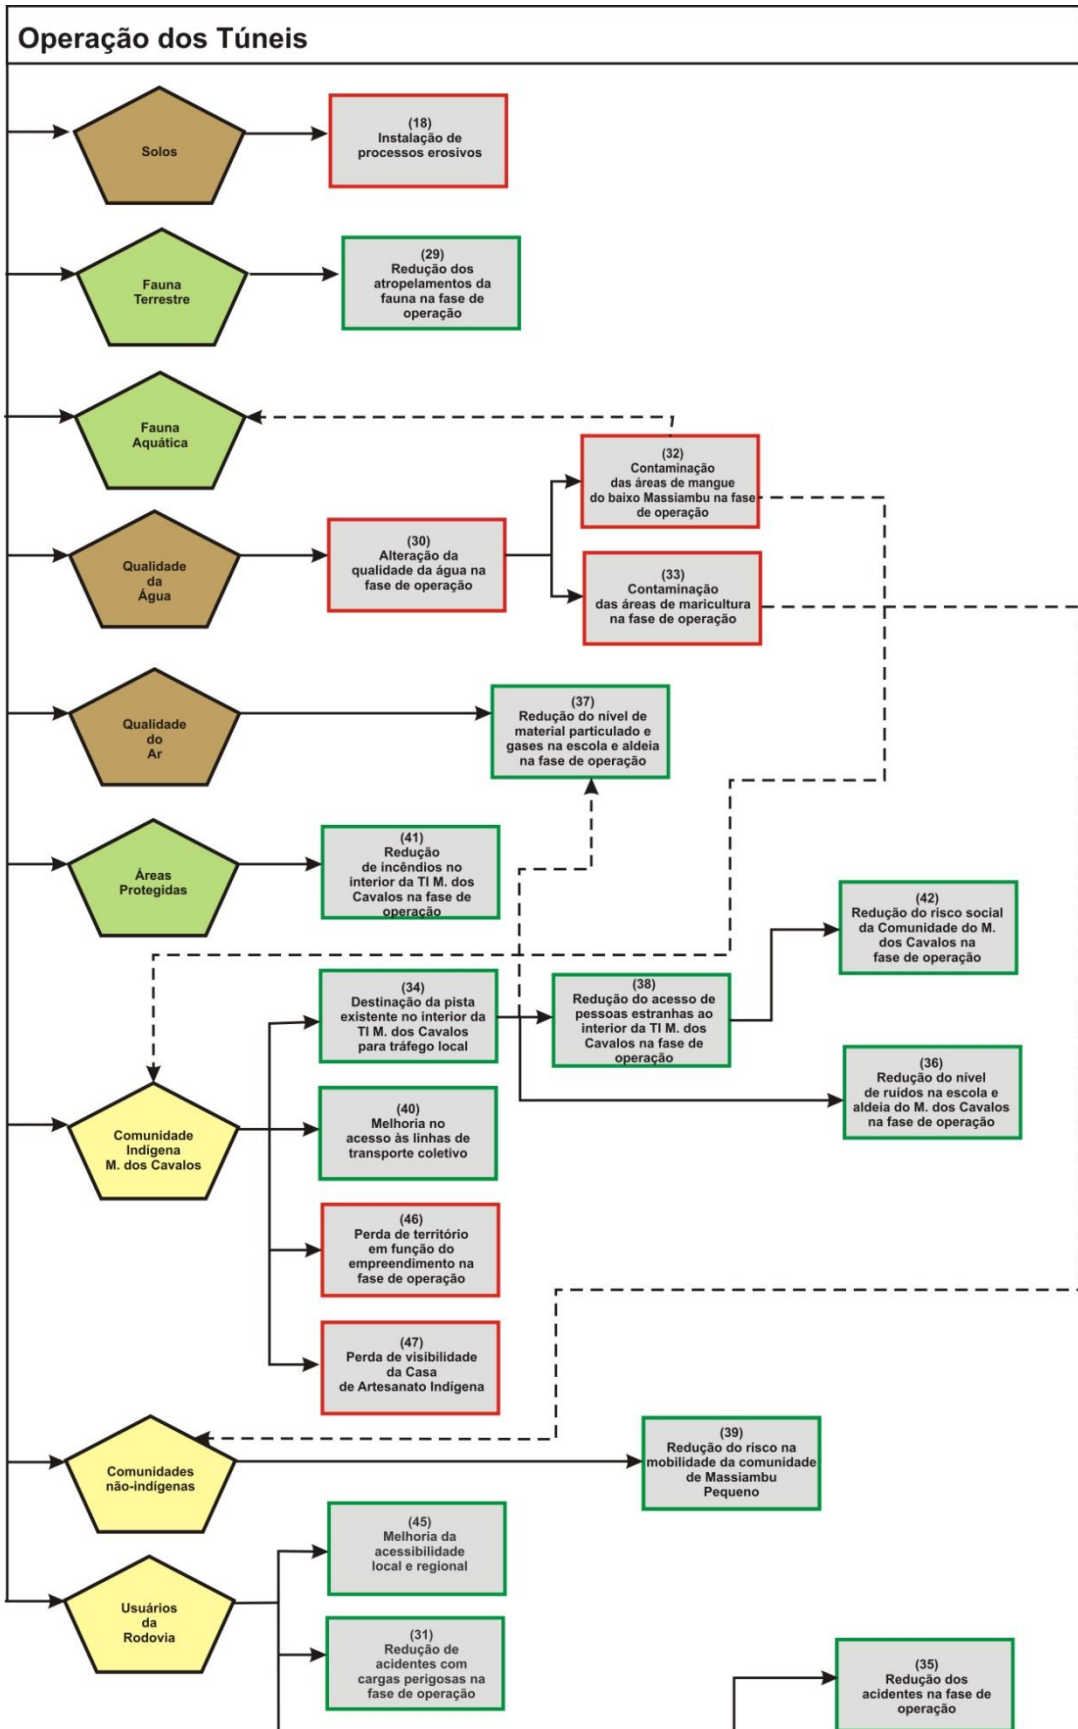 Operação dos Túneis
Solos
(18)
Instalação de
processos erosivos
Fauna
Terrestre
(29)
Redução dos
atropelamentos da
fauna na fase de
operação
Fauna
Aquática
(32)
Contaminação
das áreas de mangue
do baixo Massiambu na fase
de operação
Qualidade
da
Água
(30)
Alteração da
qualidade da água na
fase de operação
(33)
Contaminação
das áreas de maricultura
na fase de operação
Qualidade
do
Ar
(37)
Redução do nível de
material particulado e
gases na escola e aldeia
na fase de operação
Áreas
Protegidas
(41)
Redução
de incêndios no
interior da TI M. dos
Cavalos na fase de
operação
(42)
Redução do risco social
da Comunidade do M.
dos Cavalos na
fase de operação
(34)
Destinação da pista
existente no interior da
TI M. dos Cavalos
para tráfego local
(38)
Redução do acesso de
pessoas estranhas ao
interior da TI M. dos
Cavalos na fase de
operação
(36)
Redução do nível
de ruídos na escola e
aldeia do M. dos Cavalos
na fase de operação
Comunidade
Indígena
M. dos Cavalos
(40)
Melhoria no
acesso às linhas de
transporte coletivo
(46)
Perda de território
em função do
empreendimento na
fase de operação
(47)
Perda de visibilidade
da Casa
de Artesanato Indígena
Comunidades
não-indígenas
(39)
Redução do risco na
mobilidade da comunidade
de Massiambu
Pequeno
(45)
Melhoria da
acessibilidade
local e regional
Usuários
da
Rodovia
(31)
Redução de
acidentes com
cargas perigosas na
fase de operação
(35)
Redução dos
acidentes na fase de
operação